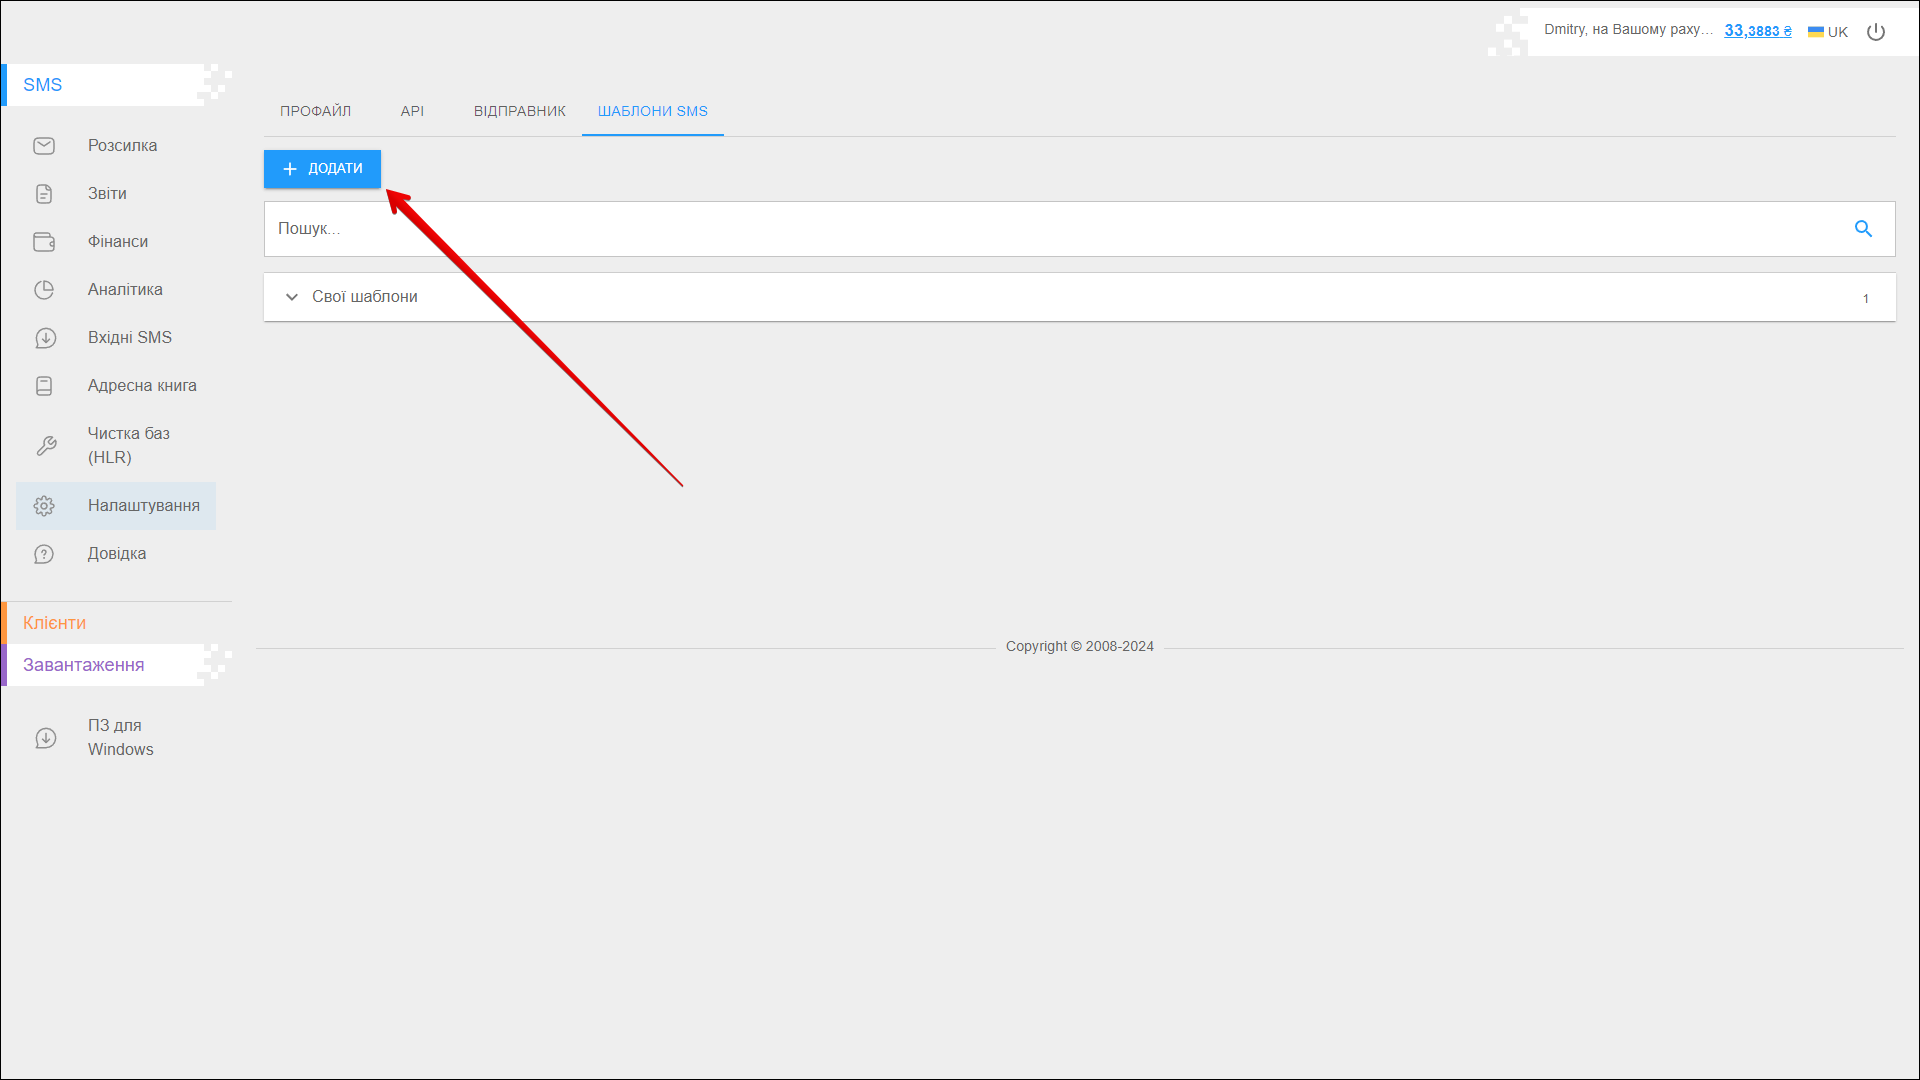 Dmitry, на Вашому раху...
33,3883 ₴
UK
SMS
Розсилка
Звіти
Фінанси
Аналітика
Вхідні SMS
Адресна книга
Чистка баз
(HLR)
Налаштування
Довідка
Клієнти
Завантаження
ПЗ для
Windows
ПРОФАЙЛ
API
ВІДПРАВНИК
ШАБЛОНИ SMS
ДОДАТИ
Пошук...
Свої шаблони
1
Copyright © 2008-2024